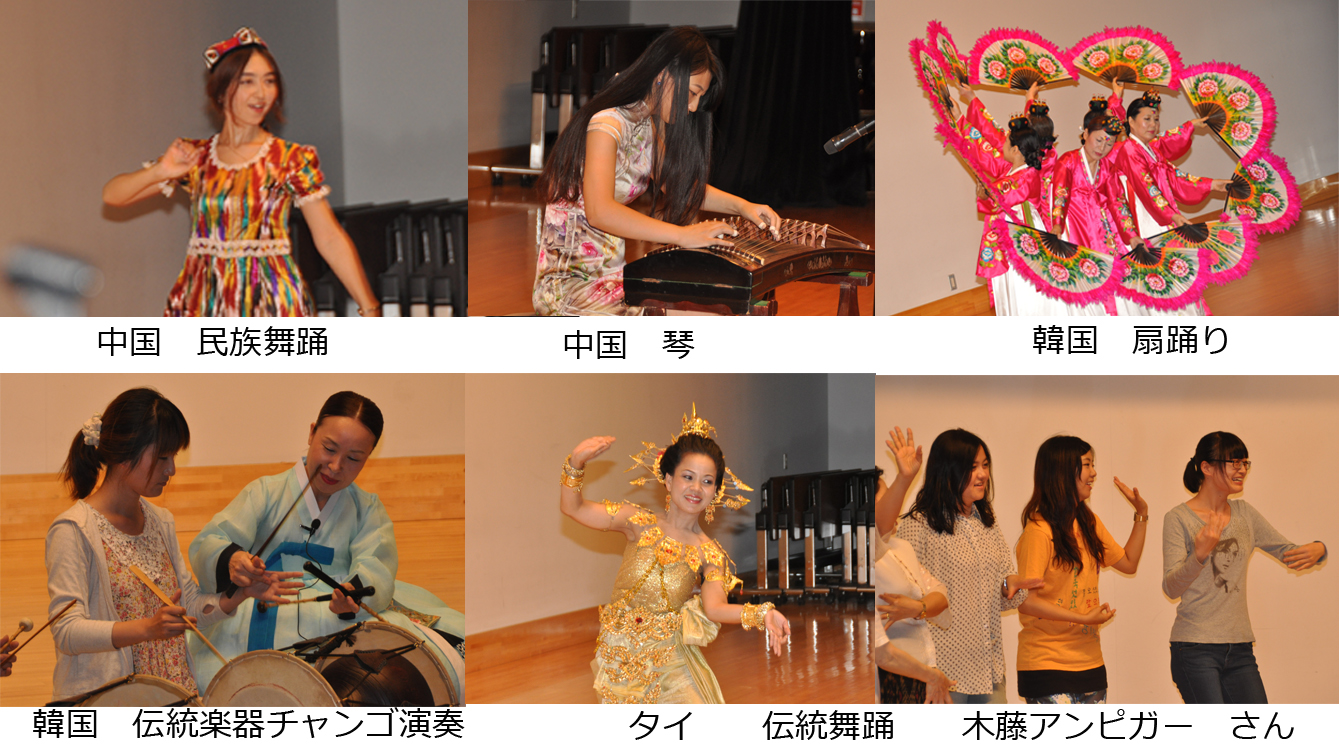 中国　民族舞踊
中国　琴
韓国　扇踊り
韓国　伝統楽器チャンゴ演奏
タイ　　伝統舞踊　　木藤アンピガー　さん